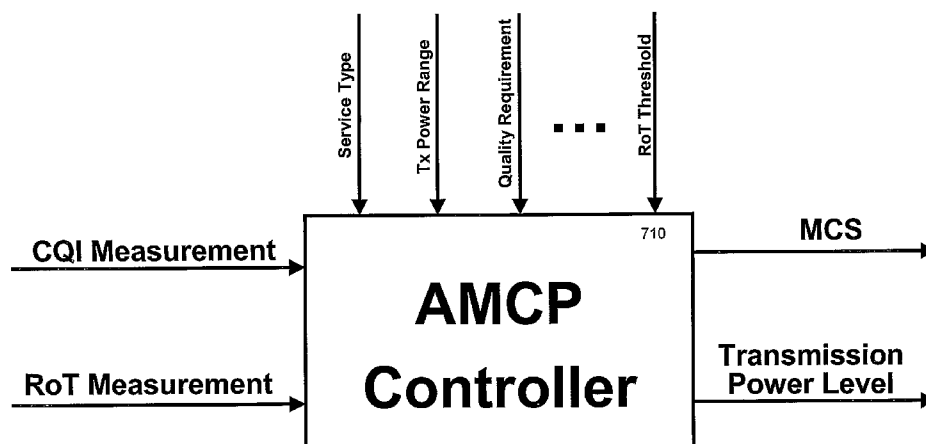 Service Type
Tx Power Range
Quality Requirement
RoT Threshold
710
CQI Measurement
MCS
AMCP
Controller
RoT Measurement
Transmission
Power Level